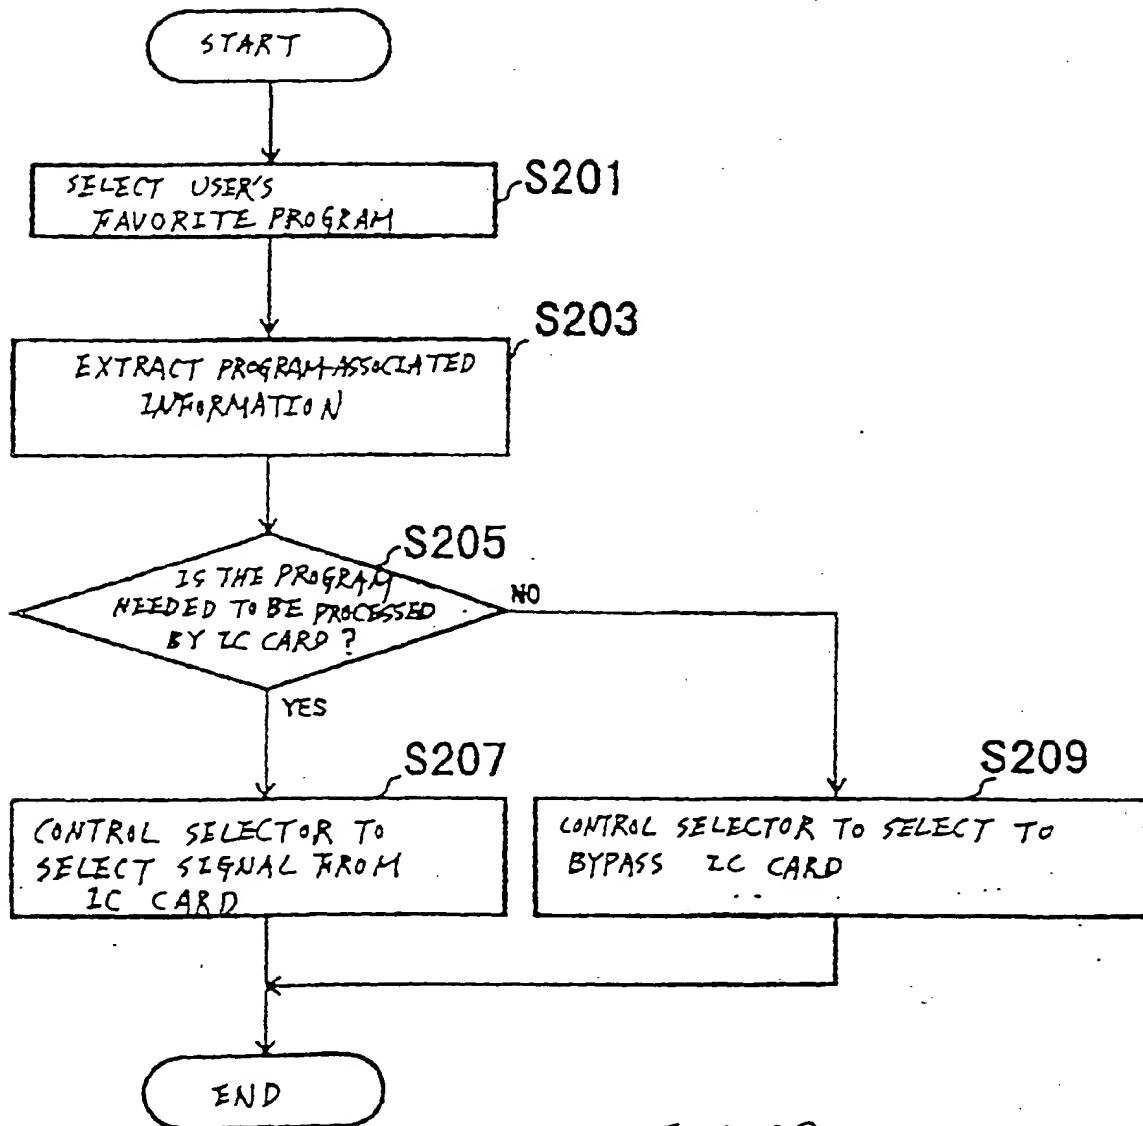 START
SELECT USER'S
FAVORITE PROGRAM
S201
S203
EXTRACT PROGRAM-ASSOCIATED
INFORMATION
S205
IS THE PROGRAM
NEEDED TO BE PROCESSED
BY IC CARD?
NO
YES
S207
CONTROL SELECTOR TO
SELECT SIGNAL FROM
IC CARD
S209
CONTROL SELECTOR TO SELECT TO
BYPASS IC CARD
END